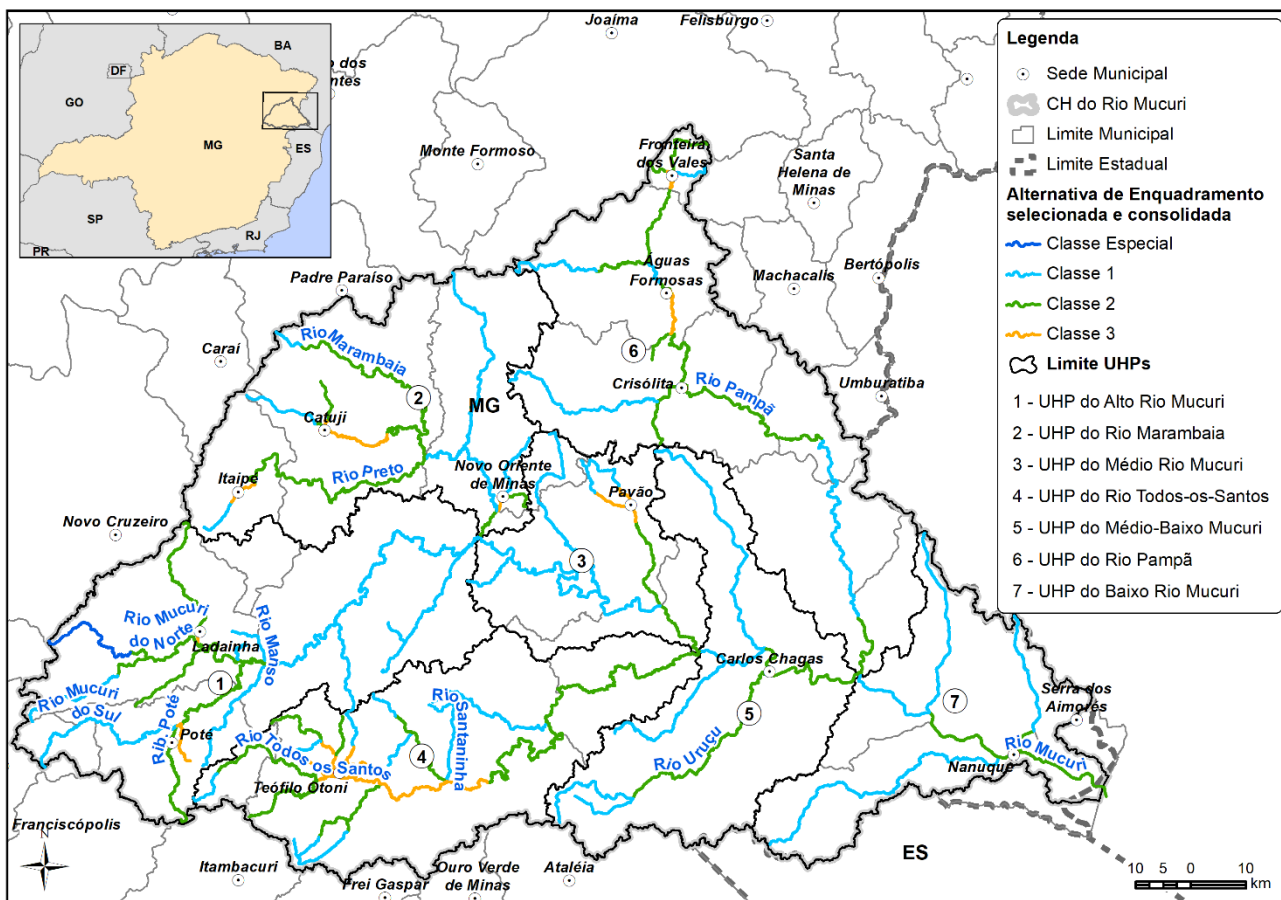 BA
DF
GO
MG
ES
SP
RJ
PR
o dos
ntes
Joaíma
Felisburgo
Monte Formoso
Fronteira
dos Vales
Santa
Helena de
Minas
Padre Paraíso
Águas
Formosas
Machacalis
Bertópolis
Caraí
Rio Marambaia
2
MG
6
Crisólita
Rio Pampã
Umburatiba
Catuji
Itaipé
Rio Preto
Novo Oriente
de Minas
Pavão
Novo Cruzeiro
3
Rio Mucuri
do Norte
Ladainha
Rio Manso
1
Rio Mucuri
do Sul
Rib. Poté
Poté
Rio Todos os Santos
4
Rio Santaninha
Teófilo Otoni
Carlos Chagas
5
Rio Uruçu
7
Serra dos
Aimorés
Rio Mucuri
Nanuque
Franciscópolis
N
Itambacuri
Frei Gaspar
Ouro Verde
de Minas
Ataléia
ES
10 0 10
km
Legenda
Sede Municipal
CH do Rio Mucuri
Limite Municipal
Limite Estadual
Alternativa de Enquadramento
selecionada e consolidada
Classe Especial
Classe 1
Classe 2
Classe 3
Limite UHPs
1 - UHP do Alto Rio Mucuri
2 - UHP do Rio Marambaia
3 - UHP do Médio Rio Mucuri
4 - UHP do Rio Todos-os-Santos
5 - UHP do Médio-Baixo Mucuri
6 - UHP do Rio Pampã
7 - UHP do Baixo Rio Mucuri